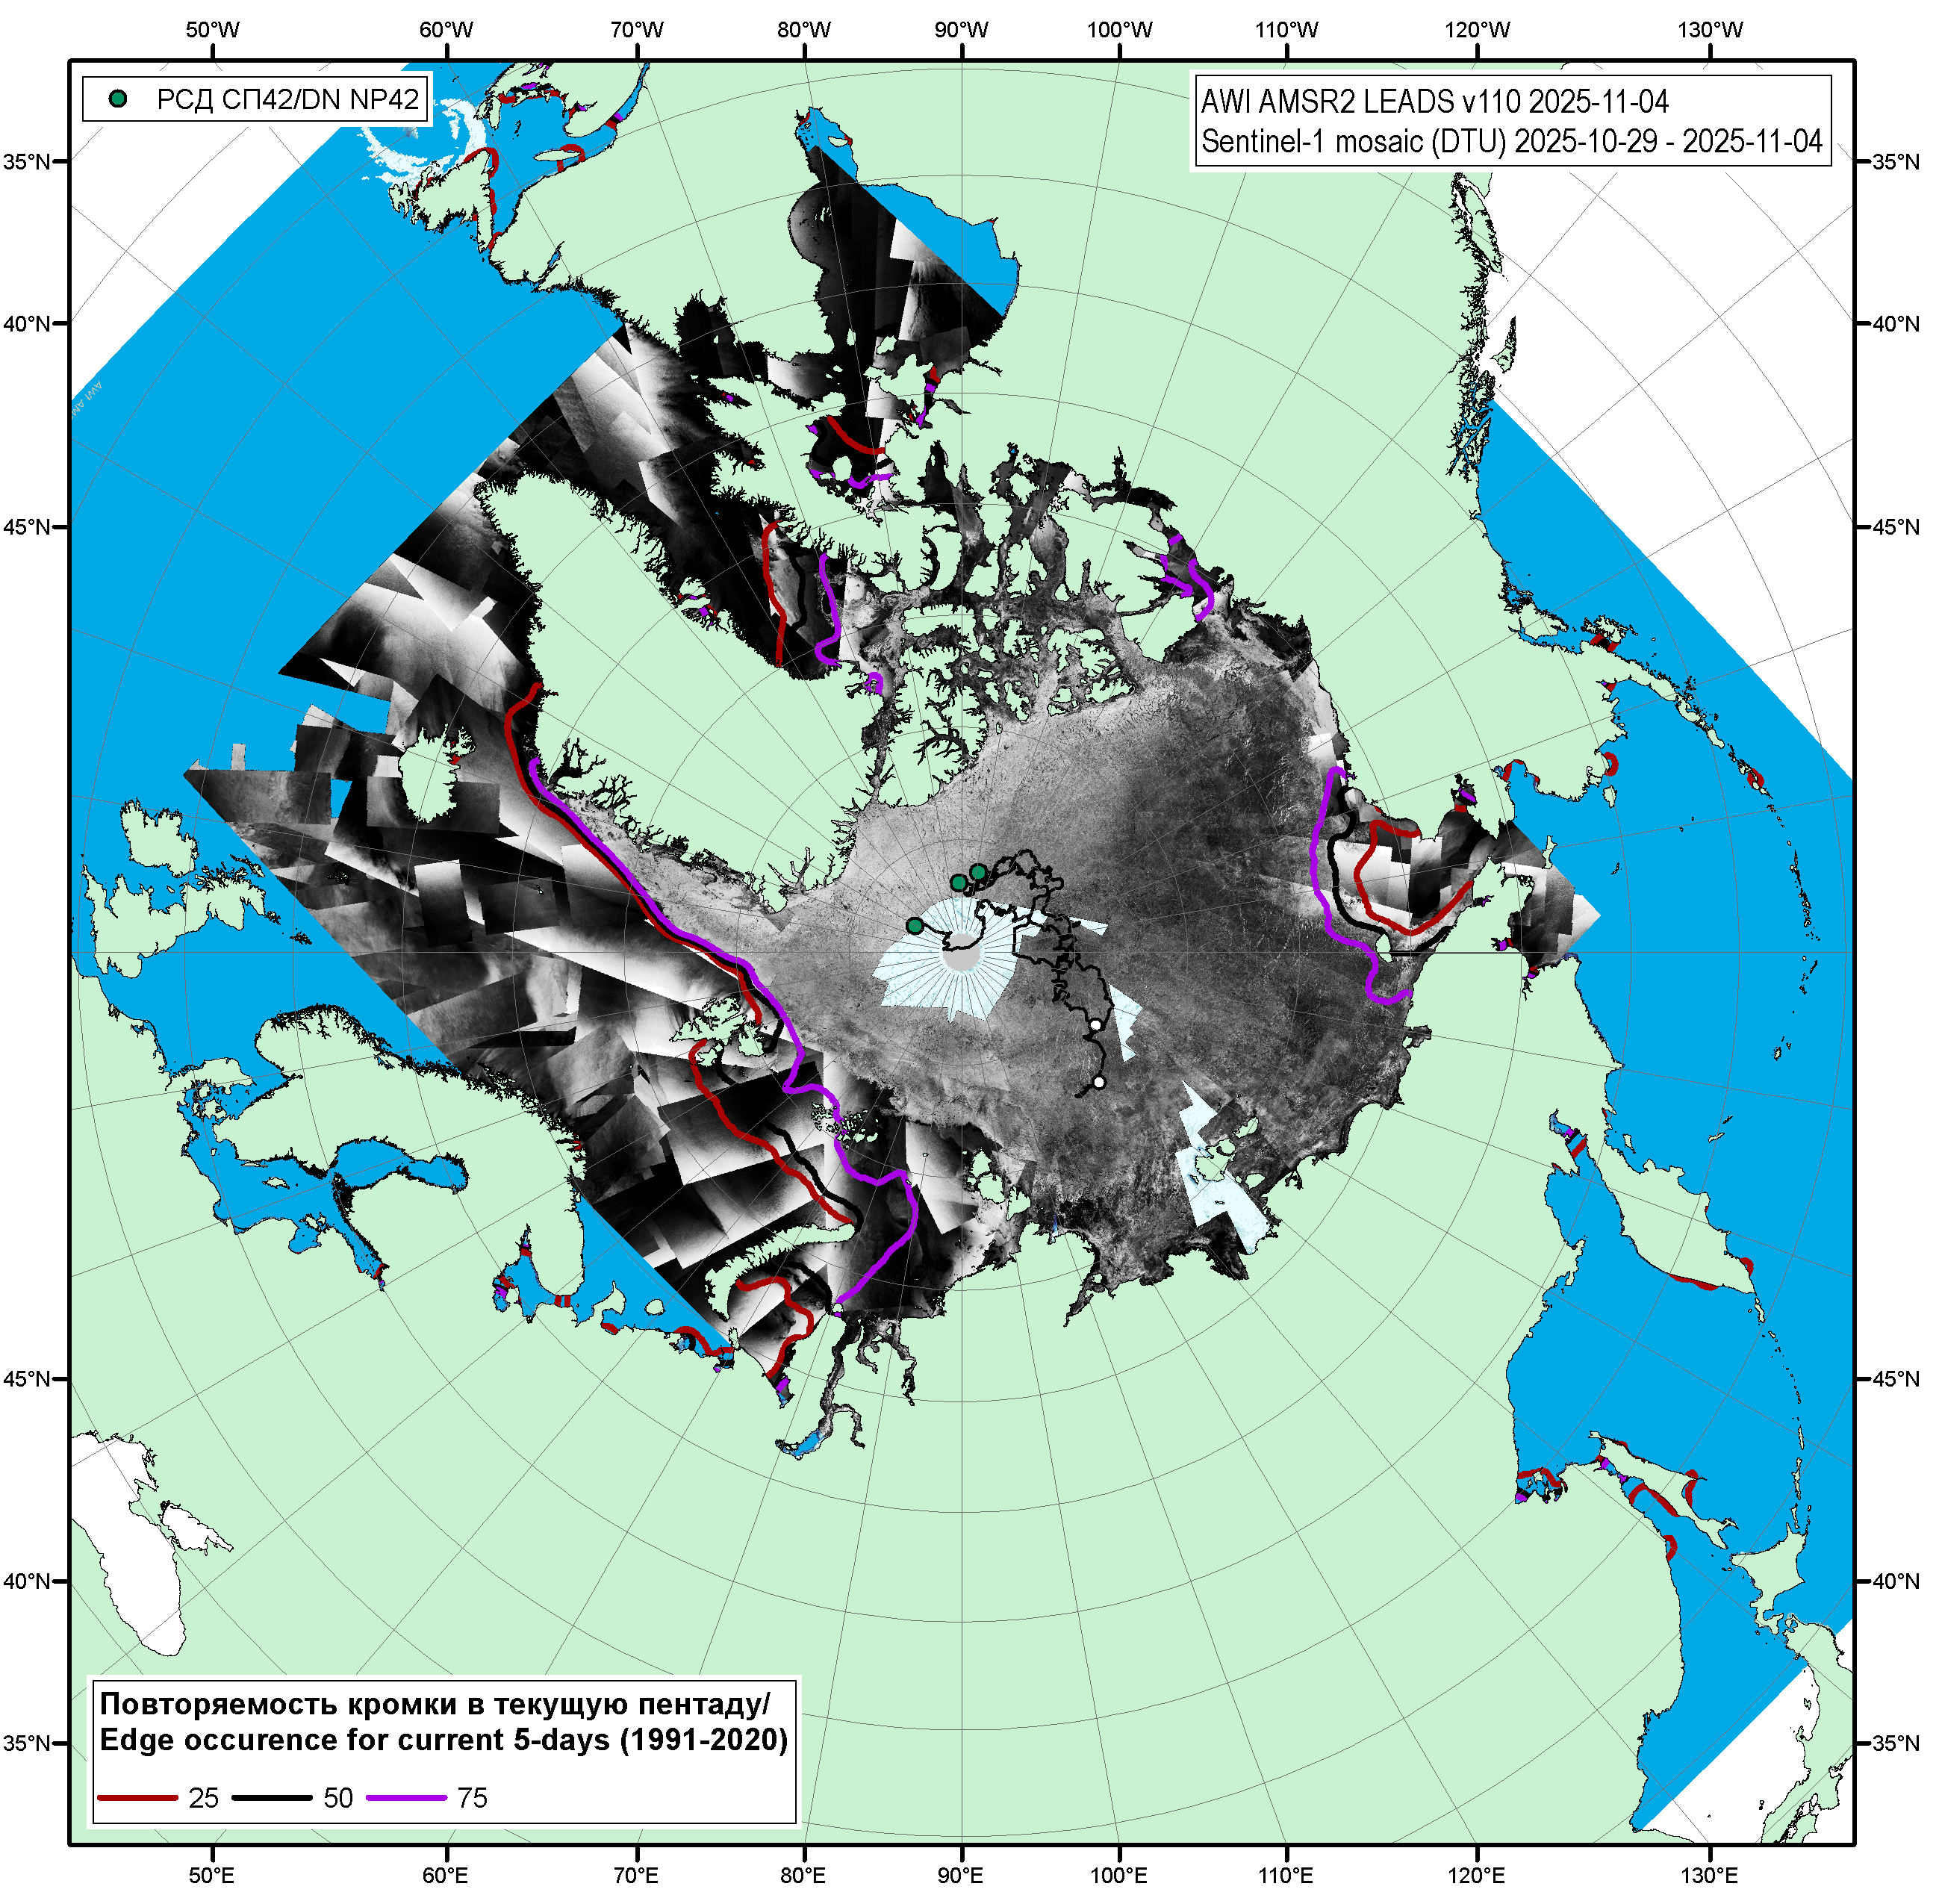 50°W 60°W 70°W 80°W 90°W 100°W 110°W 120°W 130°W
РСД СП42/DN NP42
AWI AMSR2 LEADS v110 2025-11-04
Sentinel-1 mosaic (DTU) 2025-10-29 - 2025-11-04
35°N 35°N
40°N 40°N
45°N 45°N
45°N 45°N
40°N 40°N
35°N 35°N
Повторяемость кромки в текущую пентаду/
Edge occurence for current 5-days (1991-2020)
25 50 75
50°E 60°E 70°E 80°E 90°E 100°E 110°E 120°E 130°E